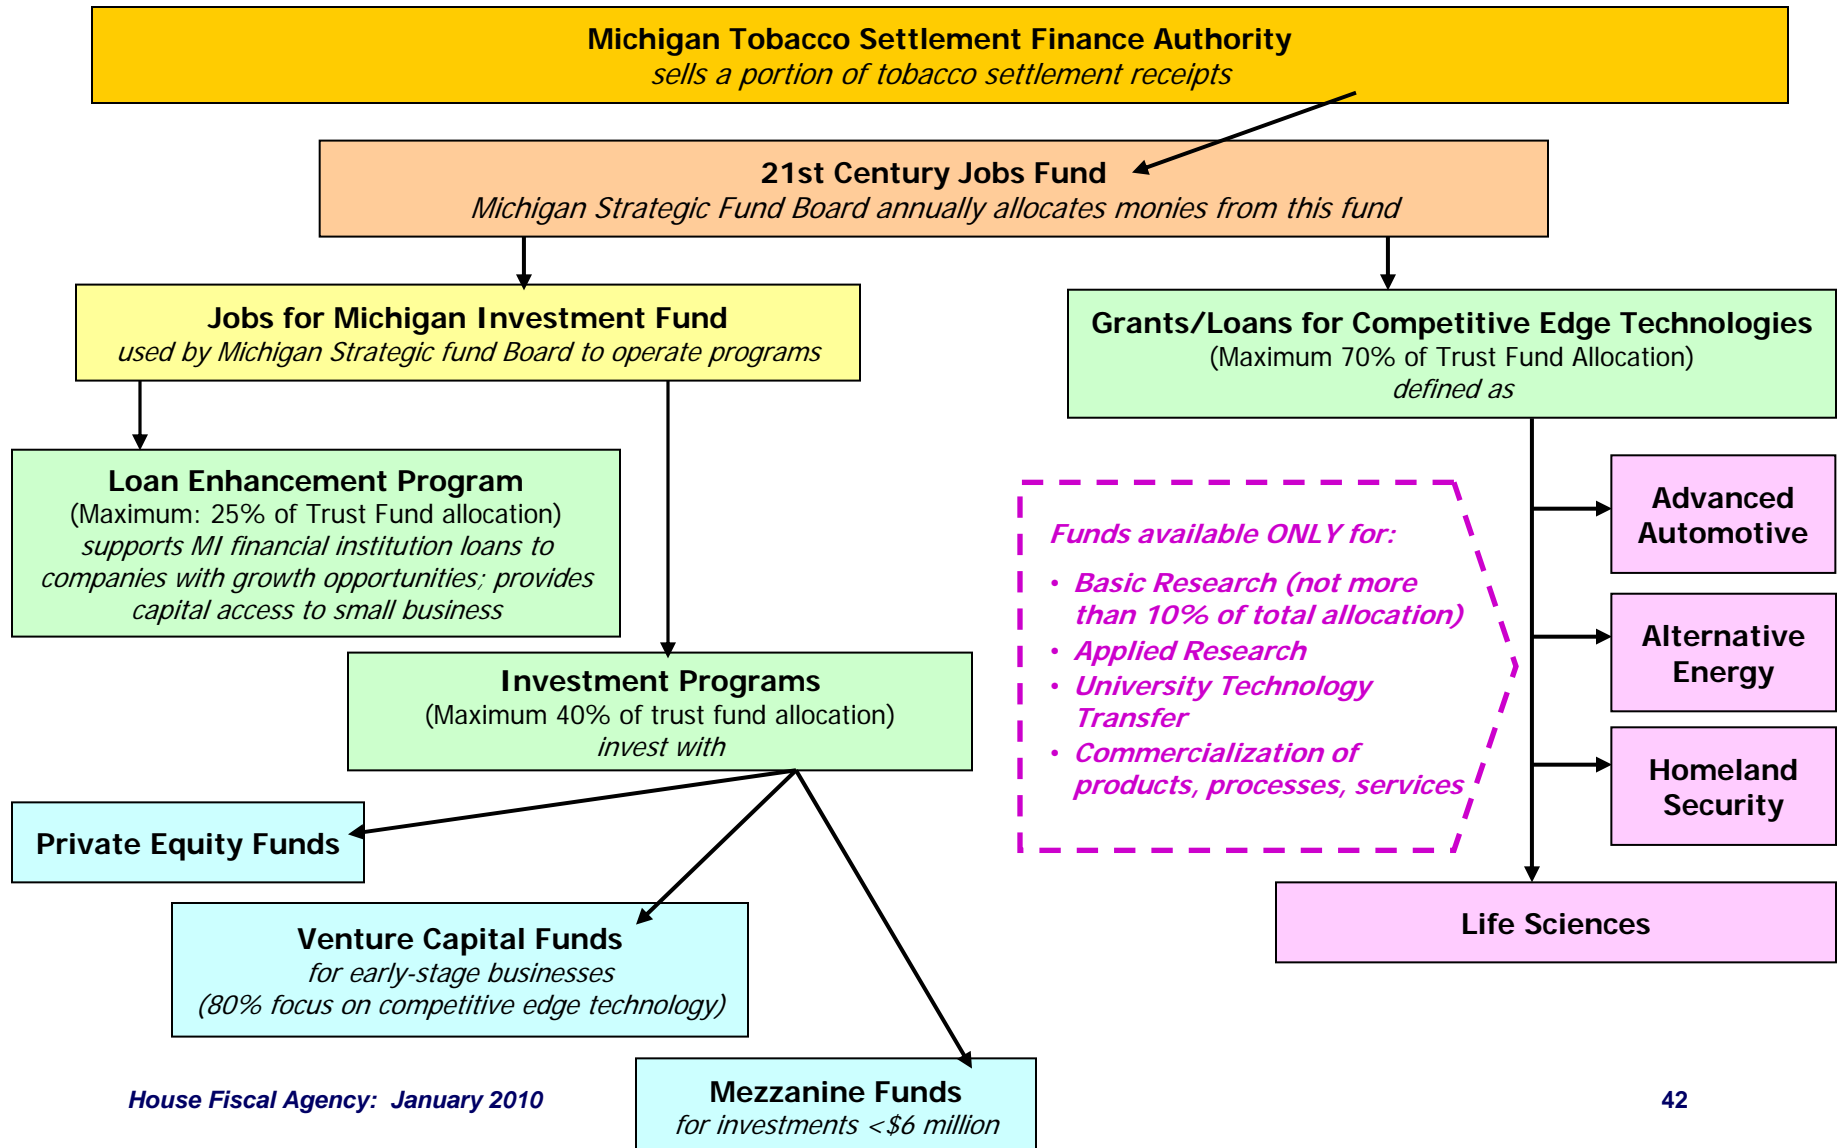 Michigan Tobacco Settlement Finance Authority
sells a portion of tobacco settlement receipts
21st Century Jobs Fund
Michigan Strategic Fund Board annually allocates monies from this fund
Jobs for Michigan Investment Fund
used by Michigan Strategic fund Board to operate programs
Grants/Loans for Competitive Edge Technologies
(Maximum 70% of Trust Fund Allocation)
defined as
Loan Enhancement Program
(Maximum: 25% of Trust Fund allocation)
supports MI financial institution loans to
companies with growth opportunities; provides
capital access to small business
Investment Programs
(Maximum 40% of trust fund allocation)
invest with
Private Equity Funds
Venture Capital Funds
for early-stage businesses
(80% focus on competitive edge technology)
Mezzanine Funds
for investments <$6 million
Funds available ONLY for:
• Basic Research (not more
than 10% of total allocation)
• Applied Research
• University Technology
Transfer
• Commercialization of
products, processes, services
Advanced
Automotive
Alternative
Energy
Homeland
Security
Life Sciences
House Fiscal Agency: January 2010
42